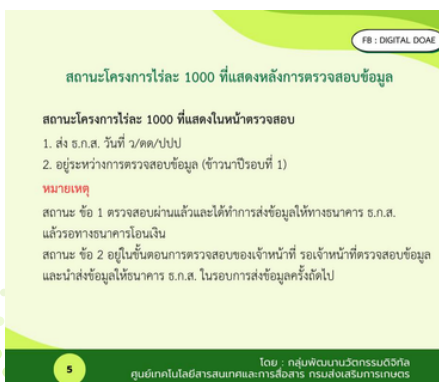 FB : DIGITAL DOAE
สถานะโครงการไร่ละ 1000 ที่แสดงหลังการตรวจสอบข้อมูล
สถานะโครงการไร่ละ 1000 ที่แสดงในหน้าตรวจสอบ
1. ส่ง ธ.ก.ส. วันที่ ว/ดด/ปปป
2. อยู่ระหว่างการตรวจสอบข้อมูล (ข้าวนาปีรอบที่ 1)
หมายเหตุ
สถานะ ข้อ 1 ตรวจสอบผ่านแล้วและได้ทำการส่งข้อมูลให้ทางธนาคาร ธ.ก.ส.
แล้วรอทางธนาคารโอนเงิน
สถานะ ข้อ 2 อยู่ในขั้นตอนการตรวจสอบของเจ้าหน้าที่ รอเจ้าหน้าที่ตรวจสอบข้อมูล
และนำส่งข้อมูลให้ธนาคาร ธ.ก.ส. ในรอบการส่งข้อมูลครั้งถัดไป
5
โดย : กลุ่มพัฒนานวัตกรรมดิจิทัล
ศูนย์เทคโนโลยีสารสนเทศและการสื่อสาร กรมส่งเสริมการเกษตร